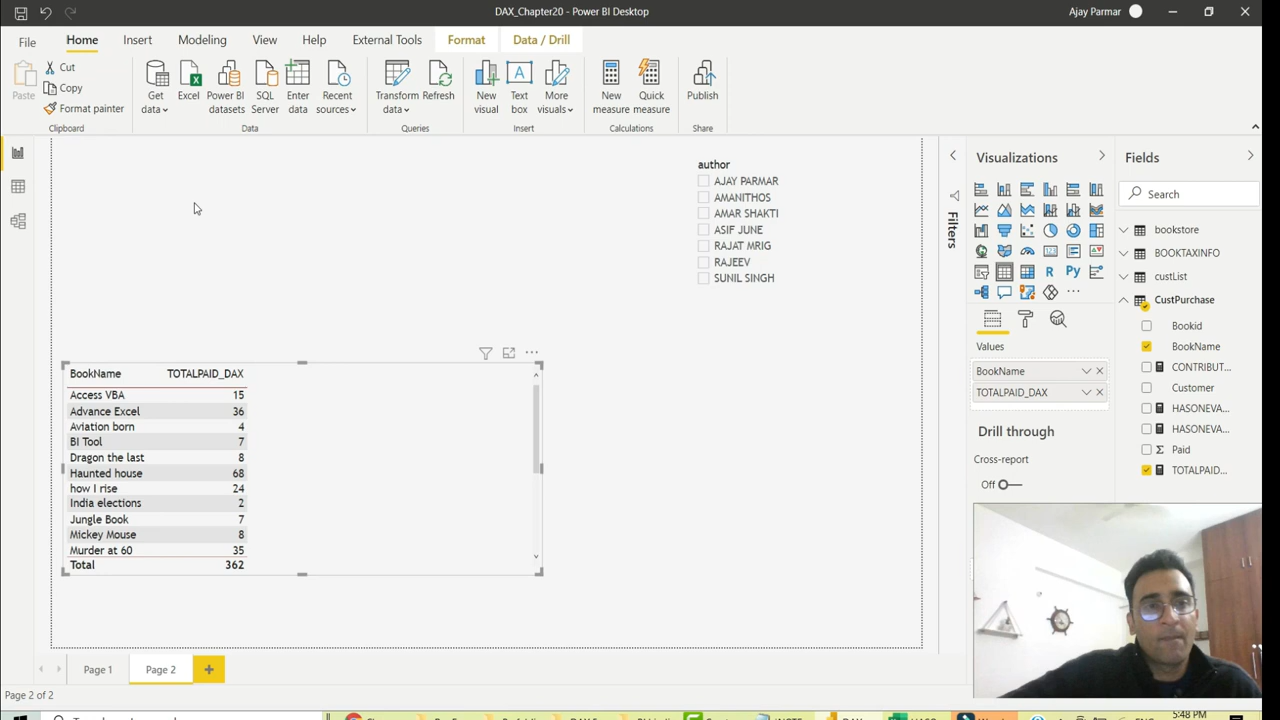 DAX_Chapter20 - Power BI Desktop
Ajay Parmar
File Home Insert Modeling View Help External Tools Format Data / Drill
Paste
Cut
Copy
Format painter
Clipboard
Get data
Excel
Power BI datasets
SQL Server
Enter data
Recent sources
Data
Transform data
Refresh
Queries
New visual
Text box
More visuals
Insert
New measure
Quick measure
Calculations
Publish
Share
author
AJAY PARMAR
AMANITHOS
AMAR SHAKTI
ASIF JUNE
RAJAT MRIG
RAJEEV
SUNIL SINGH
BookName TOTALPAID_DAX
Access VBA 15
Advance Excel 36
Aviation born 4
BI Tool 7
Dragon the last 8
Haunted house 68
how I rise 24
India elections 2
Jungle Book 7
Mickey Mouse 8
Murder at 60 35
Total 362
Filters
Visualizations
R Py
Values
BookName
TOTALPAID_DAX
Drill through
Cross-report
Off
Fields
Search
bookstore
BOOKTAXINFO
custList
CustPurchase
Bookid
BookName
CONTRIBUT...
Customer
HASONEVA...
HASONEVA...
Paid
TOTALPAID...
Page 1
Page 2
Page 2 of 2
5:48 PM